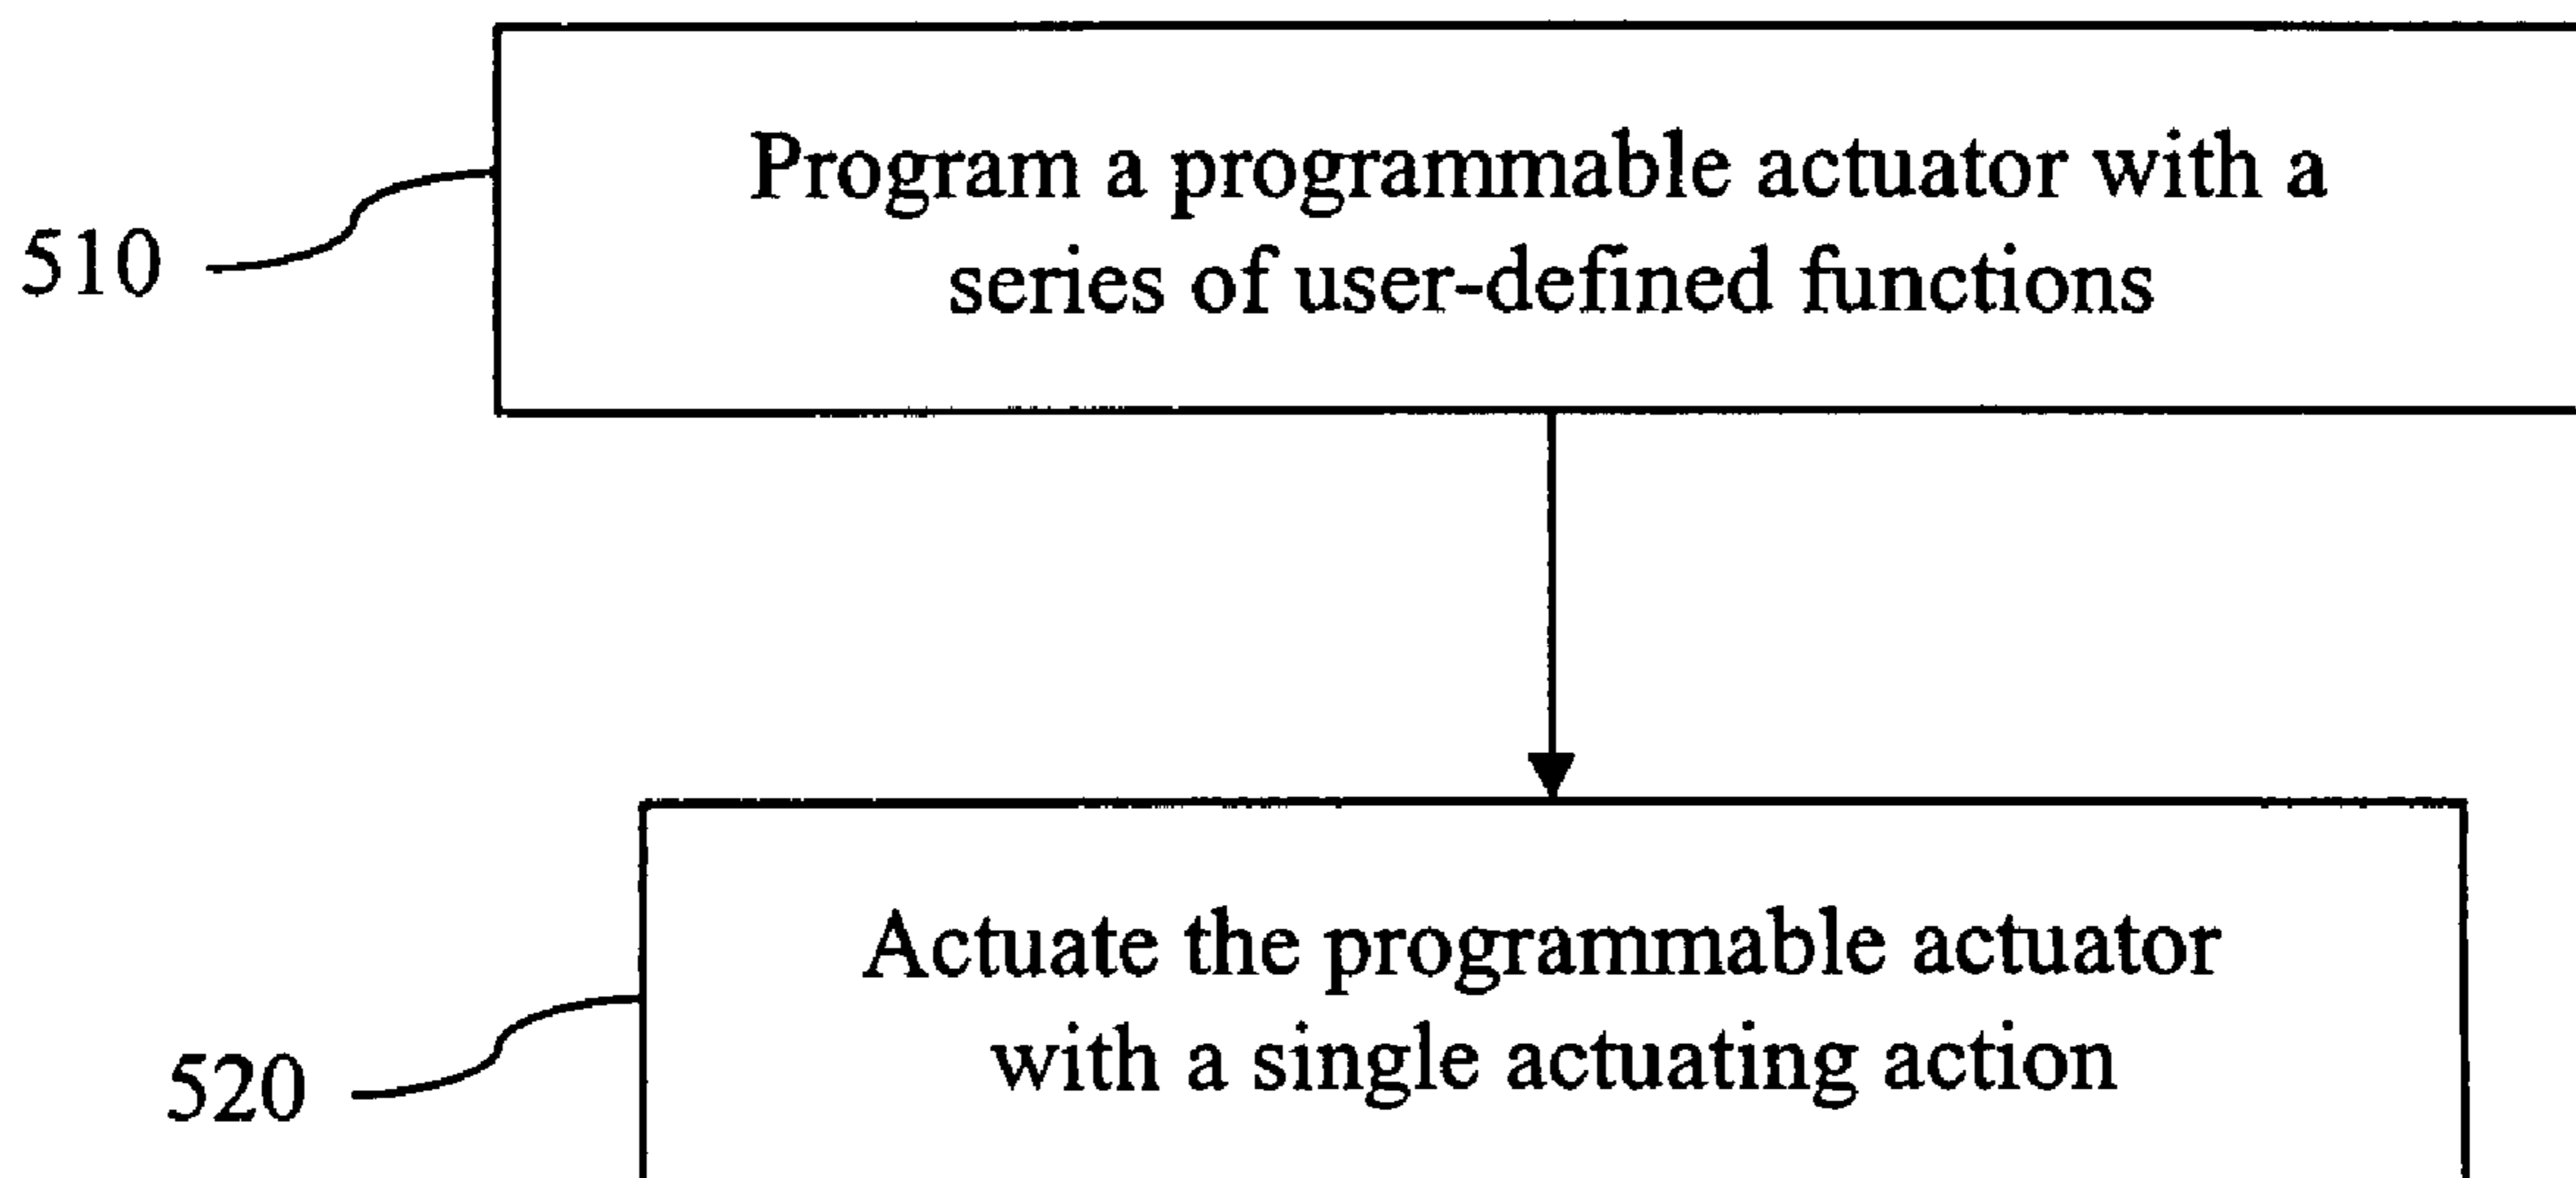 Program a programmable actuator with a
series of user-defined functions
510
Actuate the programmable actuator
with a single actuating action
520